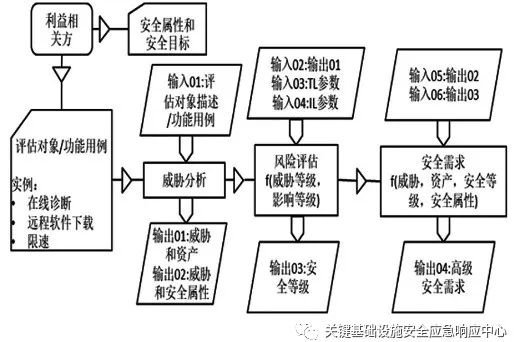 利益相
关方
安全属性和
安全目标
输入01:评
估对象描述
/功能用例
输入02:输出01
输入03:TL参数
输入04:IL参数
输入05:输出02
输入06:输出03
评估对象/功能用例
实例:
• 在线诊断
• 远程软件下载
• 限速
威胁分析
风险评估
f(威胁等级,
影响等级)
安全需求
f(威胁, 资产, 安全等
级, 安全属性)
输出01:威胁
和资产
输出02:威胁
和安全属性
输出03:安
全等级
输出04:高级
安全需求
关键基础设施安全应急响应中心